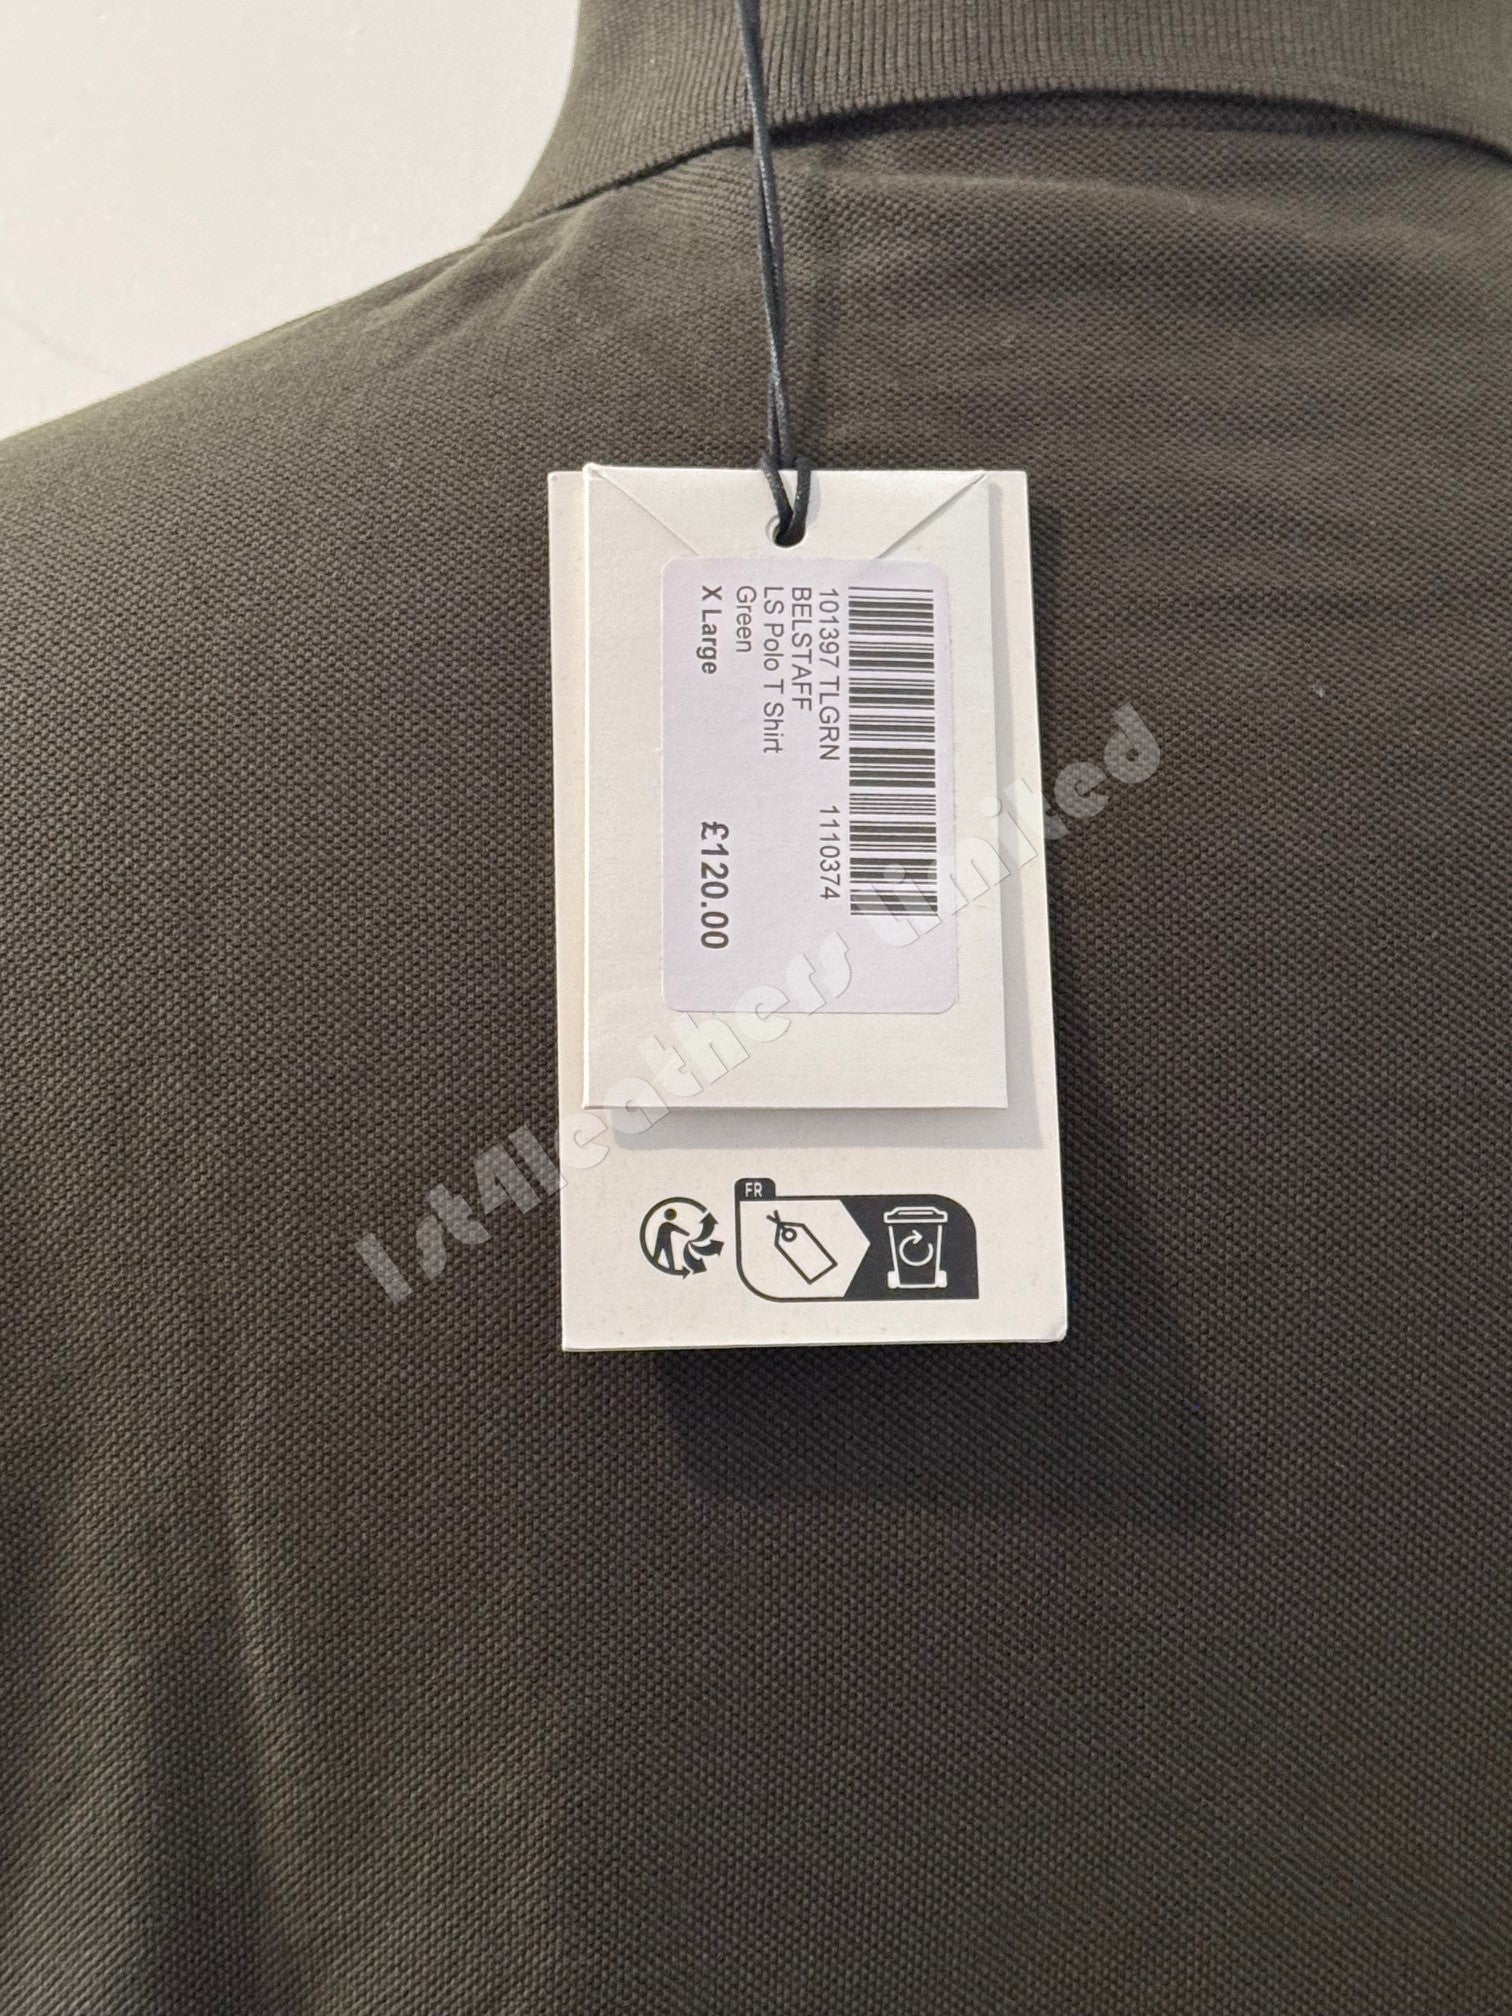 101397 TLGRN 1110374
BELSTAFF
LS Polo T Shirt
Green
X Large £120.00
FR
1st4leathers limited